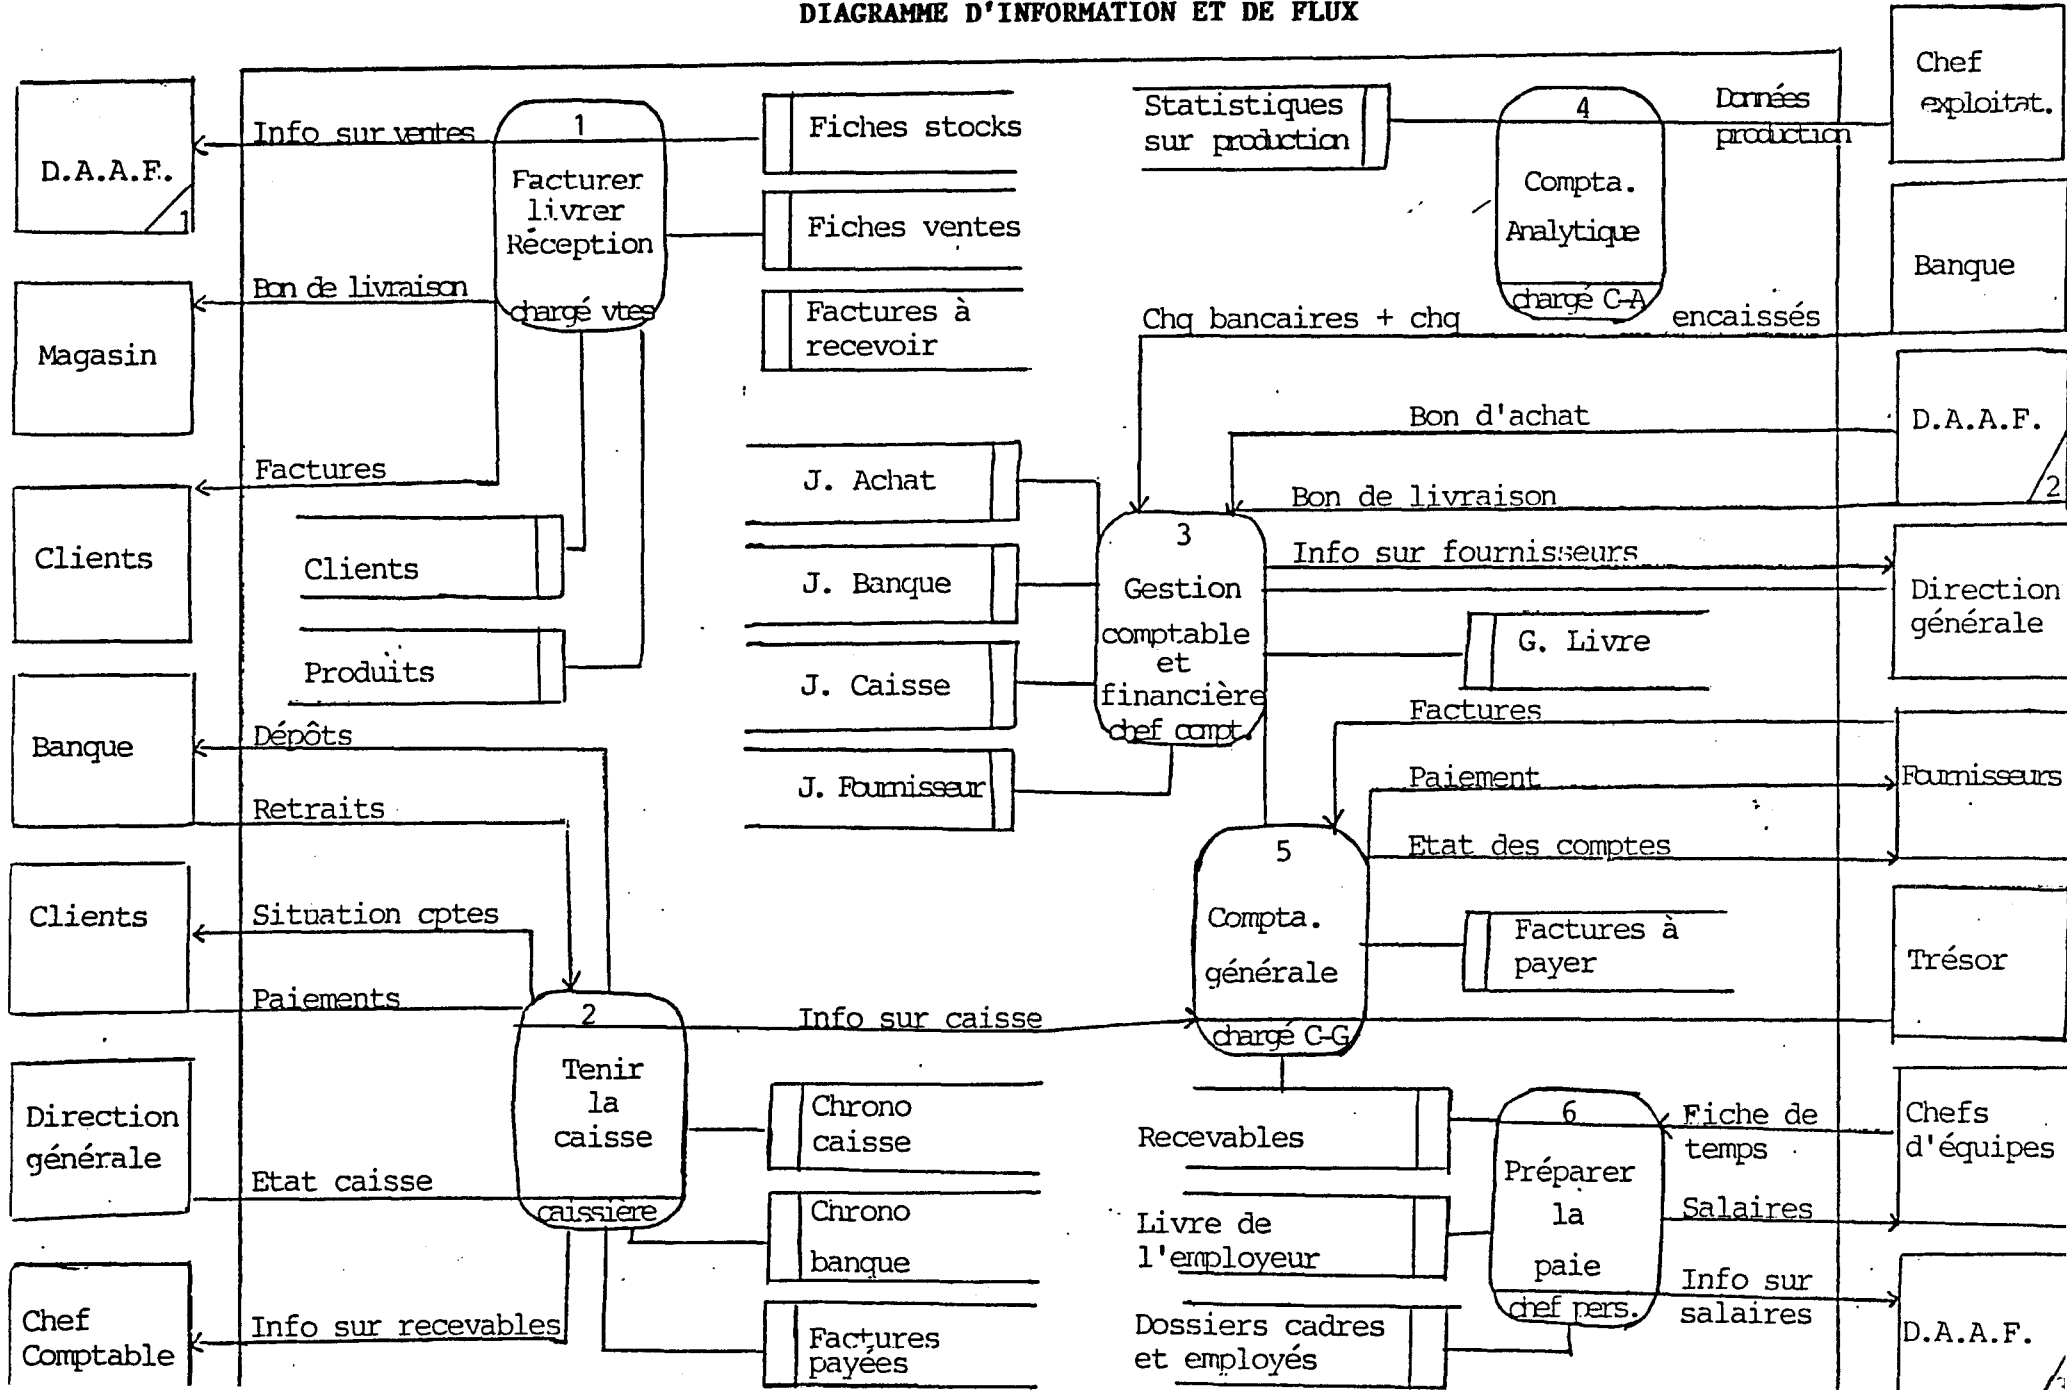 DIAGRAMME D'INFORMATION ET DE FLUX
D.A.A.F.
1
Magasin
Clients
Banque
Clients
Direction
générale
Chef
Comptable
Info sur ventes
Bon de livraison
Factures
Dépôts
Retraits
Situation cptes
Paiements
Etat caisse
Info sur recevables
1
Facturer
livrer
Réception
chargé vtes
Clients
Produits
Fiches stocks
Fiches ventes
Factures à
recevoir
2
Tenir
la
caisse
caissière
Info sur caisse
Chrono
caisse
Chrono
banque
Factures
payées
J. Achat
J. Banque
J. Caisse
J. Fournisseur
3
Gestion
comptable
et
financière
chef compt.
Statistiques
sur production
4
Compta.
Analytique
chargé C-A
Données
production
Chq bancaires + chq encaissés
Bon d'achat
Bon de livraison
Info sur fournisseurs
G. Livre
Factures
Paiement
Etat des comptes
5
Compta.
générale
chargé C-G
Factures à
payer
Recevables
Livre de
l'employeur
Dossiers cadres
et employés
6
Préparer
la
paie
chef pers.
Fiche de
temps
Salaires
Info sur
salaires
Chef
exploitat.
Banque
D.A.A.F.
2
Direction
générale
Fournisseurs
Trésor
Chefs
d'équipes
D.A.A.F.